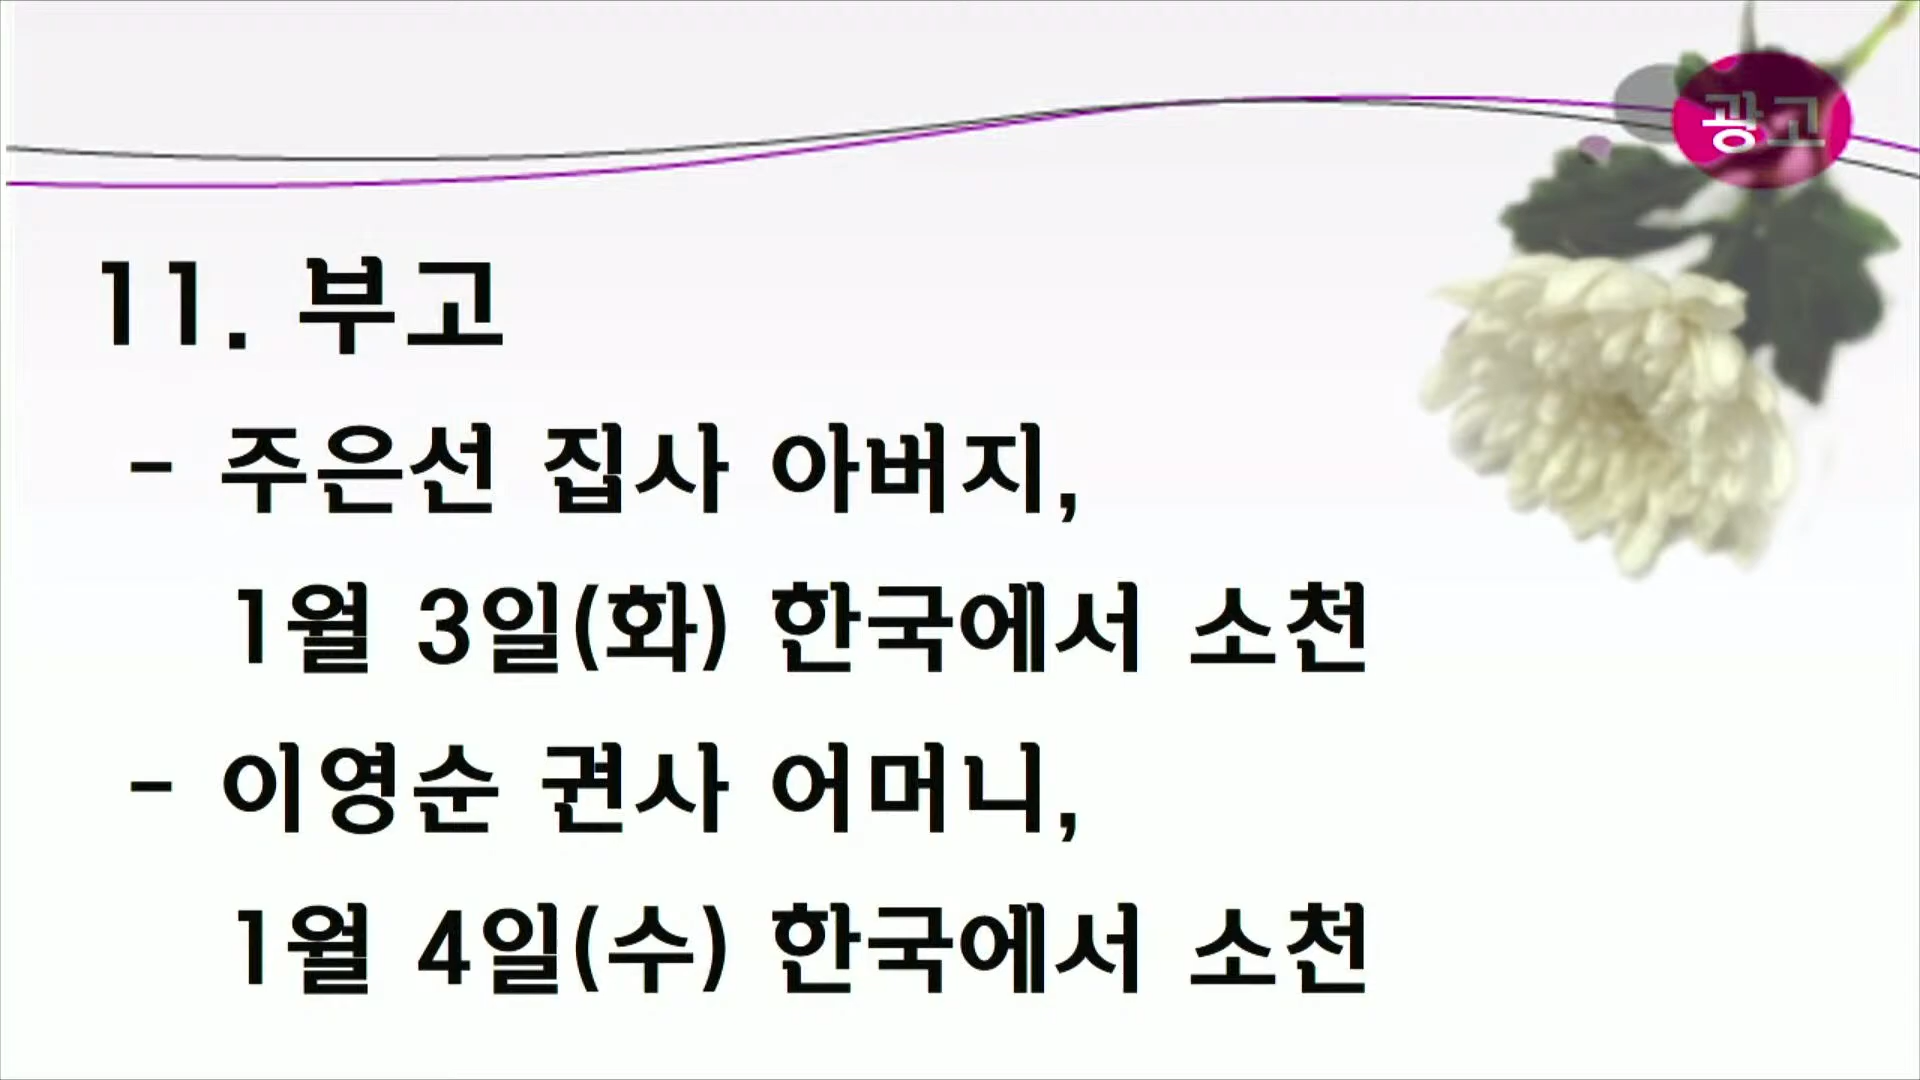 광고
11. 부고
- 주은선 집사 아버지,
1월 3일(화) 한국에서 소천
- 이영순 권사 어머니,
1월 4일(수) 한국에서 소천